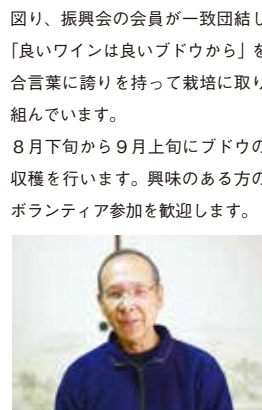 図り、振興会の会員が一致団結し
「良いワインは良いブドウから」を
合言葉に誇りを持って栽培に取り
組んでいます。
８月下旬から９月上旬にブドウの
収穫を行います。興味のある方の
ボランティア参加を歓迎します。